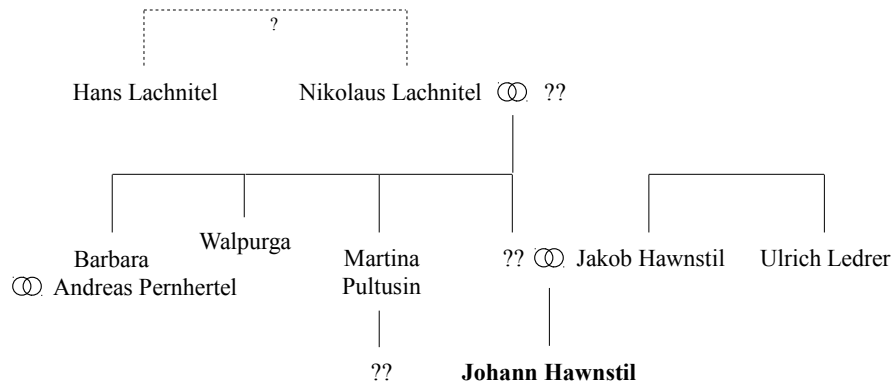 ?
Hans Lachnitel
Nikolaus Lachnitel ⚭ ??
Barbara
⚭ Andreas Pernhertel
Walpurga
Martina
Pultusin
?? ⚭ Jakob Hawnstil
Ulrich Ledrer
??
Johann Hawnstil